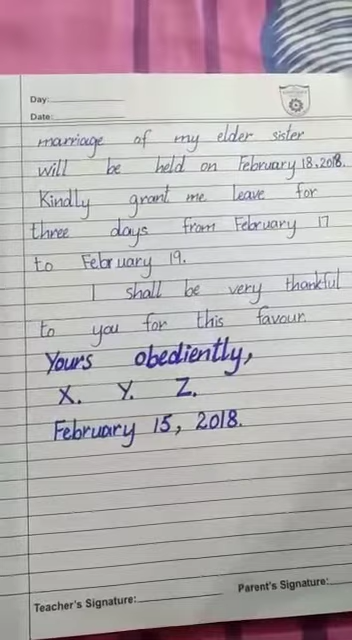 Day:
Date:
marriage of my elder sister
will be held on February 18, 2018.
Kindly grant me leave for
three days from February 17
to February 19.
I shall be very thankful
to you for this favour.
Yours obediently,
X. Y. Z.
February 15, 2018.
Parent's Signature:
Teacher's Signature: